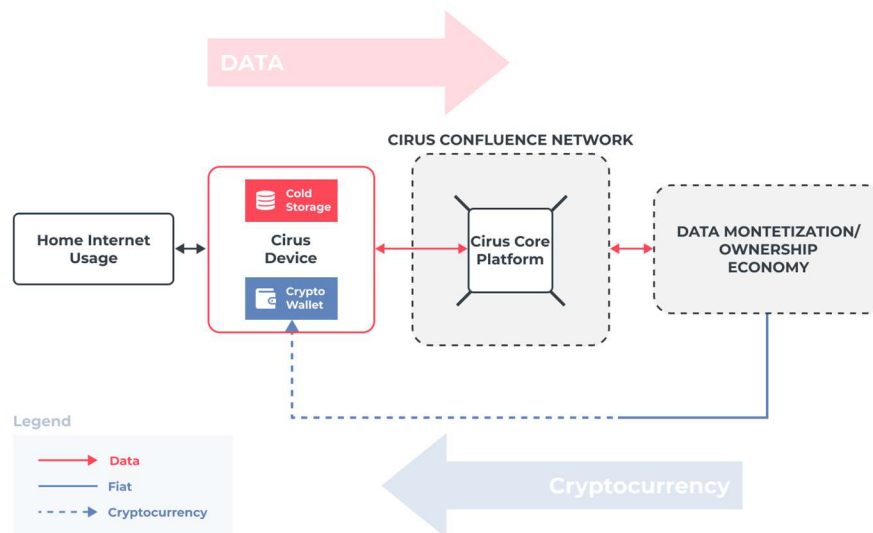 DATA
CIRUS CONFLUENCE NETWORK
Cold
Storage
Home Internet
Usage
Cirus
Device
Crypto
Wallet
Cirus Core
Platform
DATA MONTETIZATION/
OWNERSHIP
ECONOMY
Legend
Data
Fiat
Cryptocurrency
Cryptocurrency